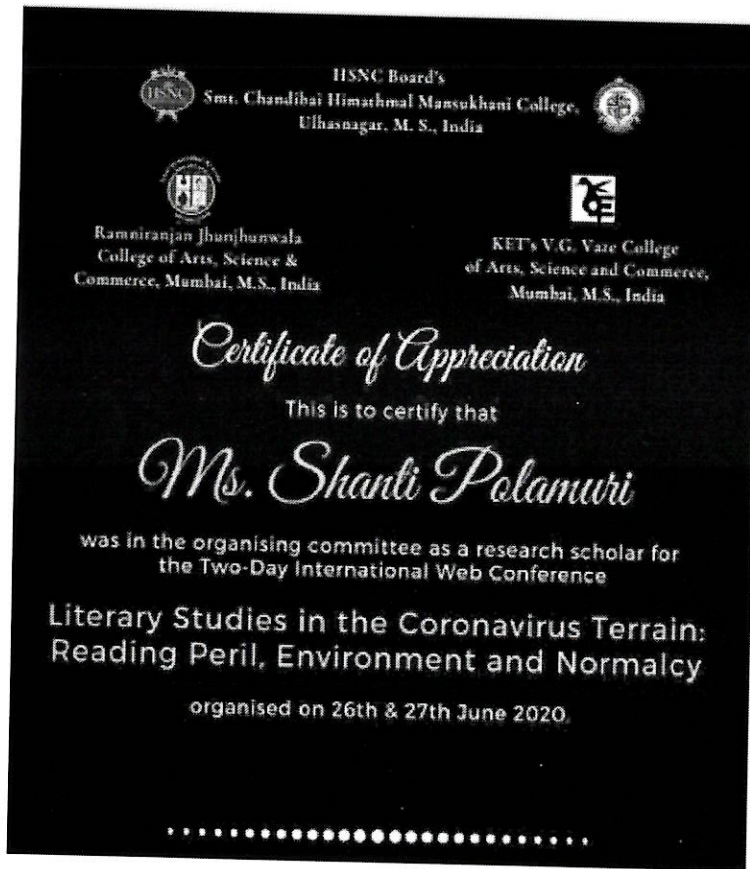 HSNC Board's
HSNC
Smt. Chandibai Himathmal Mansukhani College,
Ulhasnagar, M. S., India
Ramniranjan Jhunjhunwala
College of Arts, Science &
Commerce, Mumbai, M.S., India
KET's V.G. Vaze College
of Arts, Science and Commerce,
Mumbai, M.S., India
Certificate of Appreciation
This is to certify that
Ms. Shanti Polamuri
was in the organising committee as a research scholar for
the Two-Day International Web Conference
Literary Studies in the Coronavirus Terrain:
Reading Peril, Environment and Normalcy
organised on 26th & 27th June 2020.